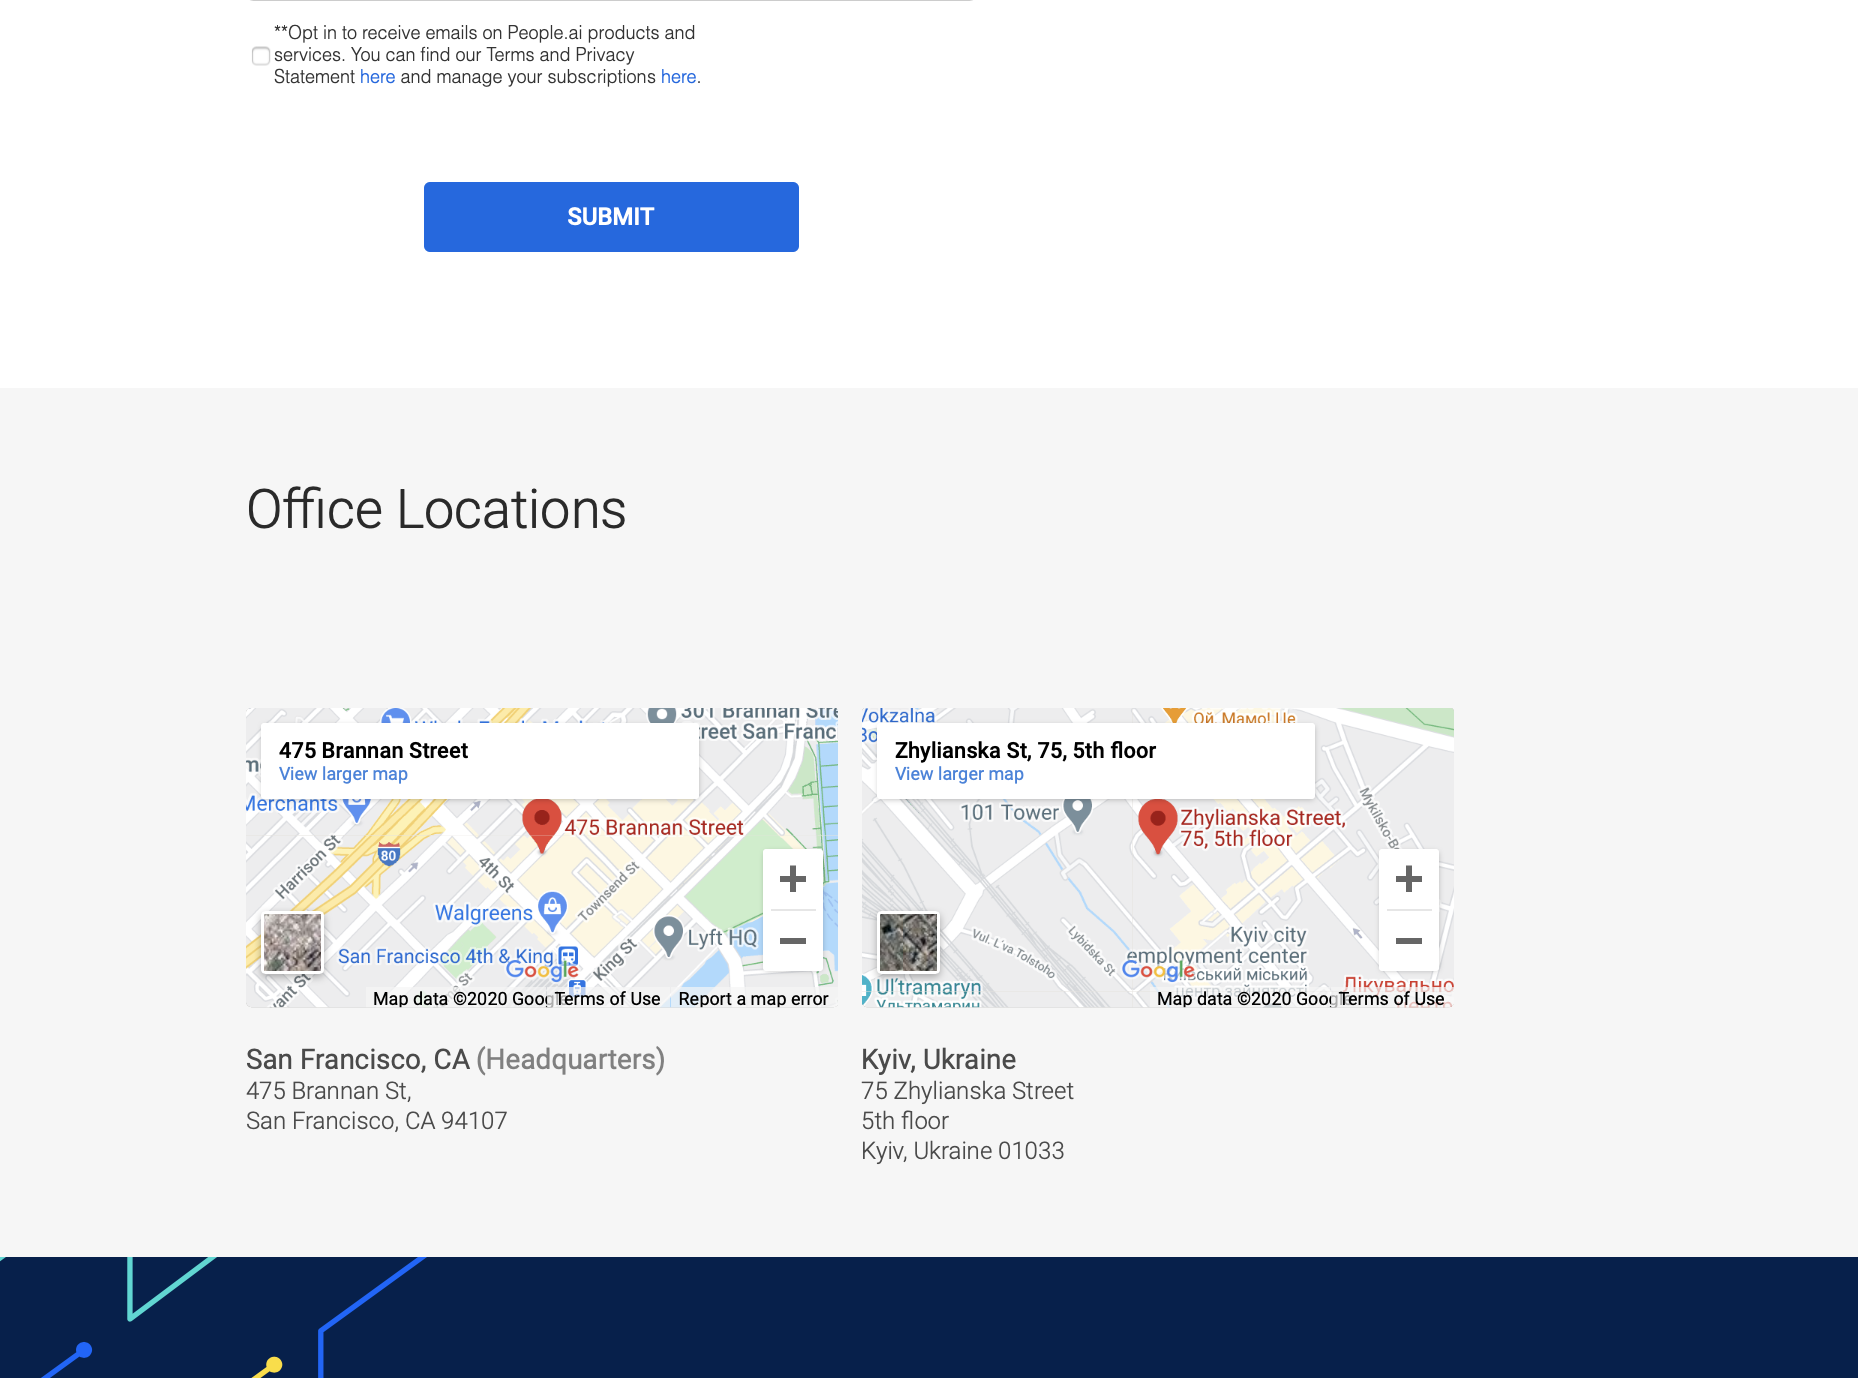 **Opt in to receive emails on People.ai products and
services. You can find our Terms and Privacy
Statement here and manage your subscriptions here.
SUBMIT
Office Locations
475 Brannan Street
View larger map
301 Brannan
Merchants
80
Harrison St
475 Brannan Street
4th St
Townsend St
Walgreens
Lyft HQ
San Francisco 4th & King
King St
Google
Map data ©2020 Terms of Use Report a map error
Zhylianska St, 75, 5th floor
View larger map
Vokzalna
Ой, Мамо! Це
101 Tower
Zhylianska Street,
75, 5th floor
Vul. L'va Tolstoho
Lybidska St
Kyiv city
employment center
міський
Ul'tramaryn
Ультрамарин
Google
Map data ©2020 Terms of Use
San Francisco, CA (Headquarters)
475 Brannan St,
San Francisco, CA 94107
Kyiv, Ukraine
75 Zhylianska Street
5th floor
Kyiv, Ukraine 01033